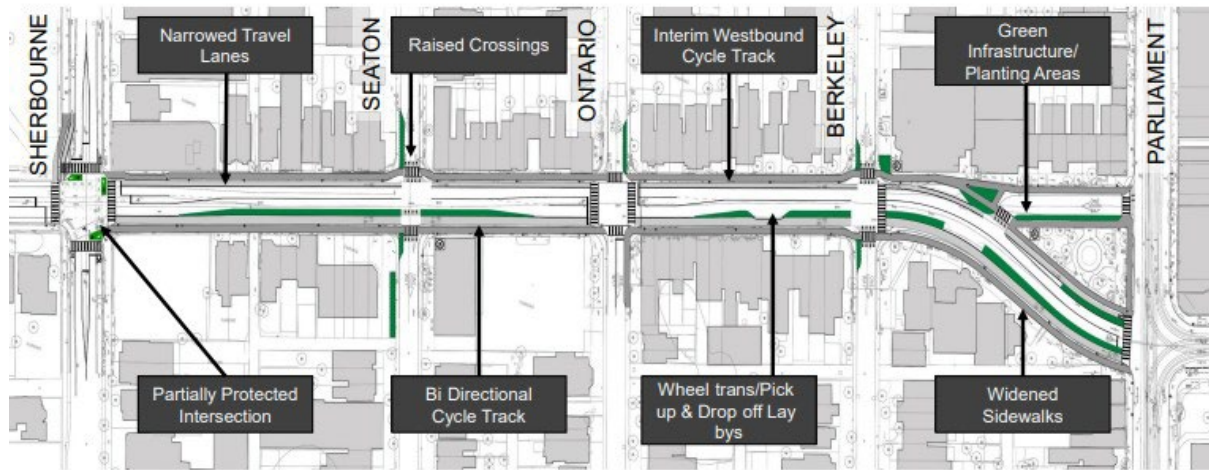 SHERBOURNE
Narrowed Travel
Lanes
SEATON
Raised Crossings
ONTARIO
Interim Westbound
Cycle Track
BERKELEY
Green
Infrastructure/
Planting Areas
PARLIAMENT
Partially Protected
Intersection
Bi Directional
Cycle Track
Wheel trans/Pick
up & Drop off Lay
bys
Widened
Sidewalks